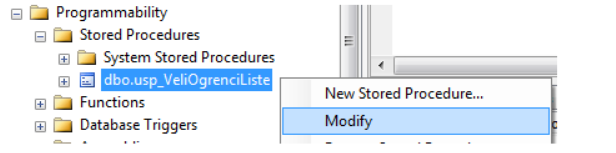 Programmability
Stored Procedures
System Stored Procedures
dbo.usp_VeliOgrenciListe
Functions
Database Triggers
New Stored Procedure...
Modify